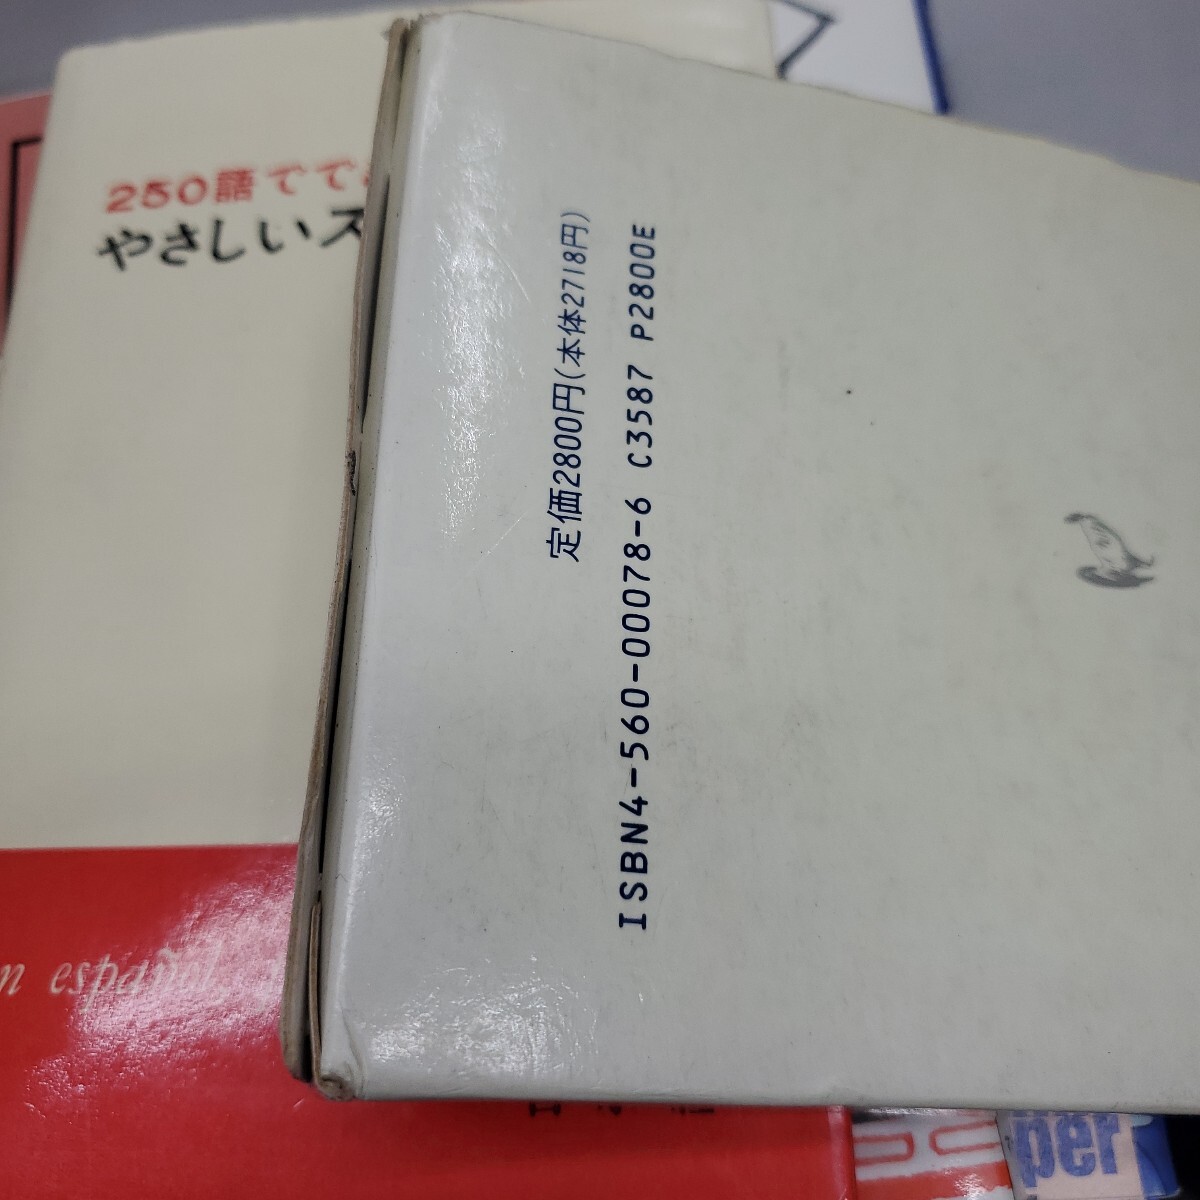 250語でで
やさしいス
定価2800円(本体2718円)
ISBN4-560-00078-6 C3587 P2800E
n español,
per